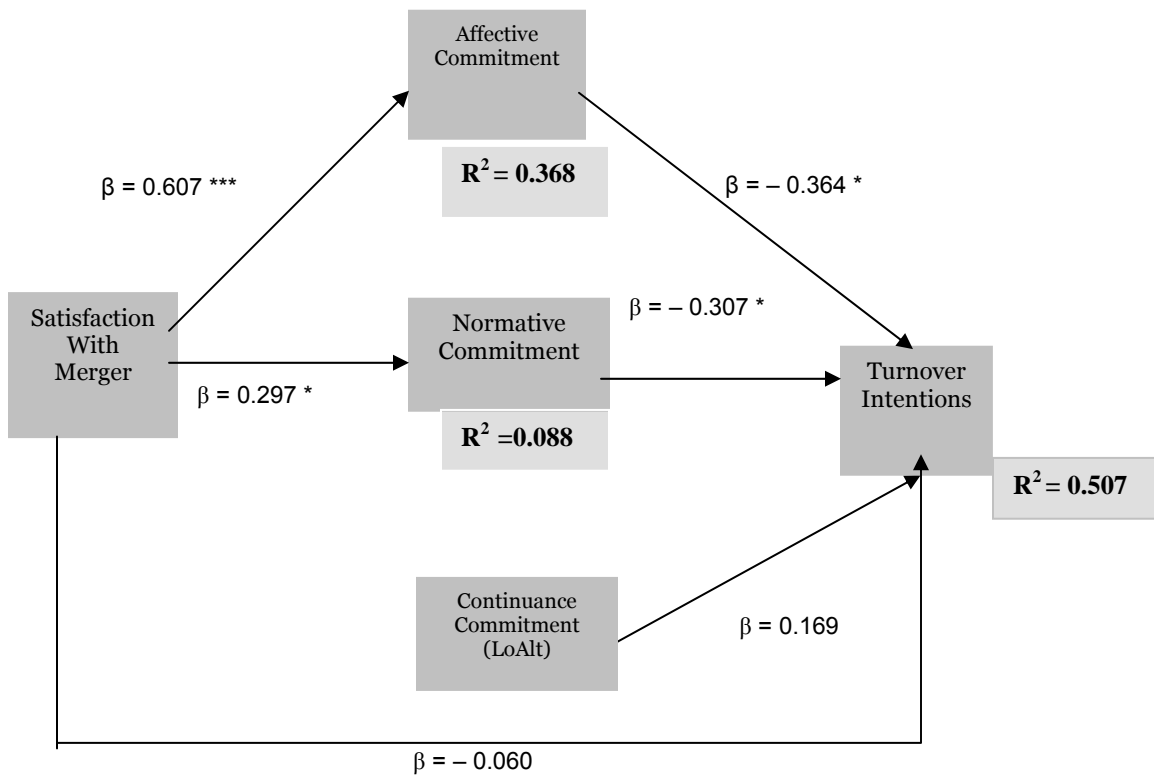 Affective
Commitment
R² = 0.368
β = 0.607 ***
β = – 0.364 *
Satisfaction
With
Merger
Normative
Commitment
β = – 0.307 *
β = 0.297 *
R² =0.088
Turnover
Intentions
R² = 0.507
Continuance
Commitment
(LoAlt)
β = 0.169
β = – 0.060